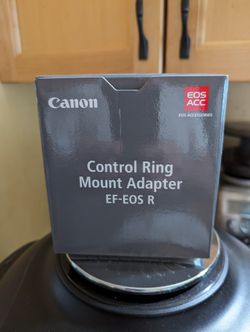 Canon
EOS
ACC
EOS ACCESSORIES
Control Ring
Mount Adapter
EF-EOS R